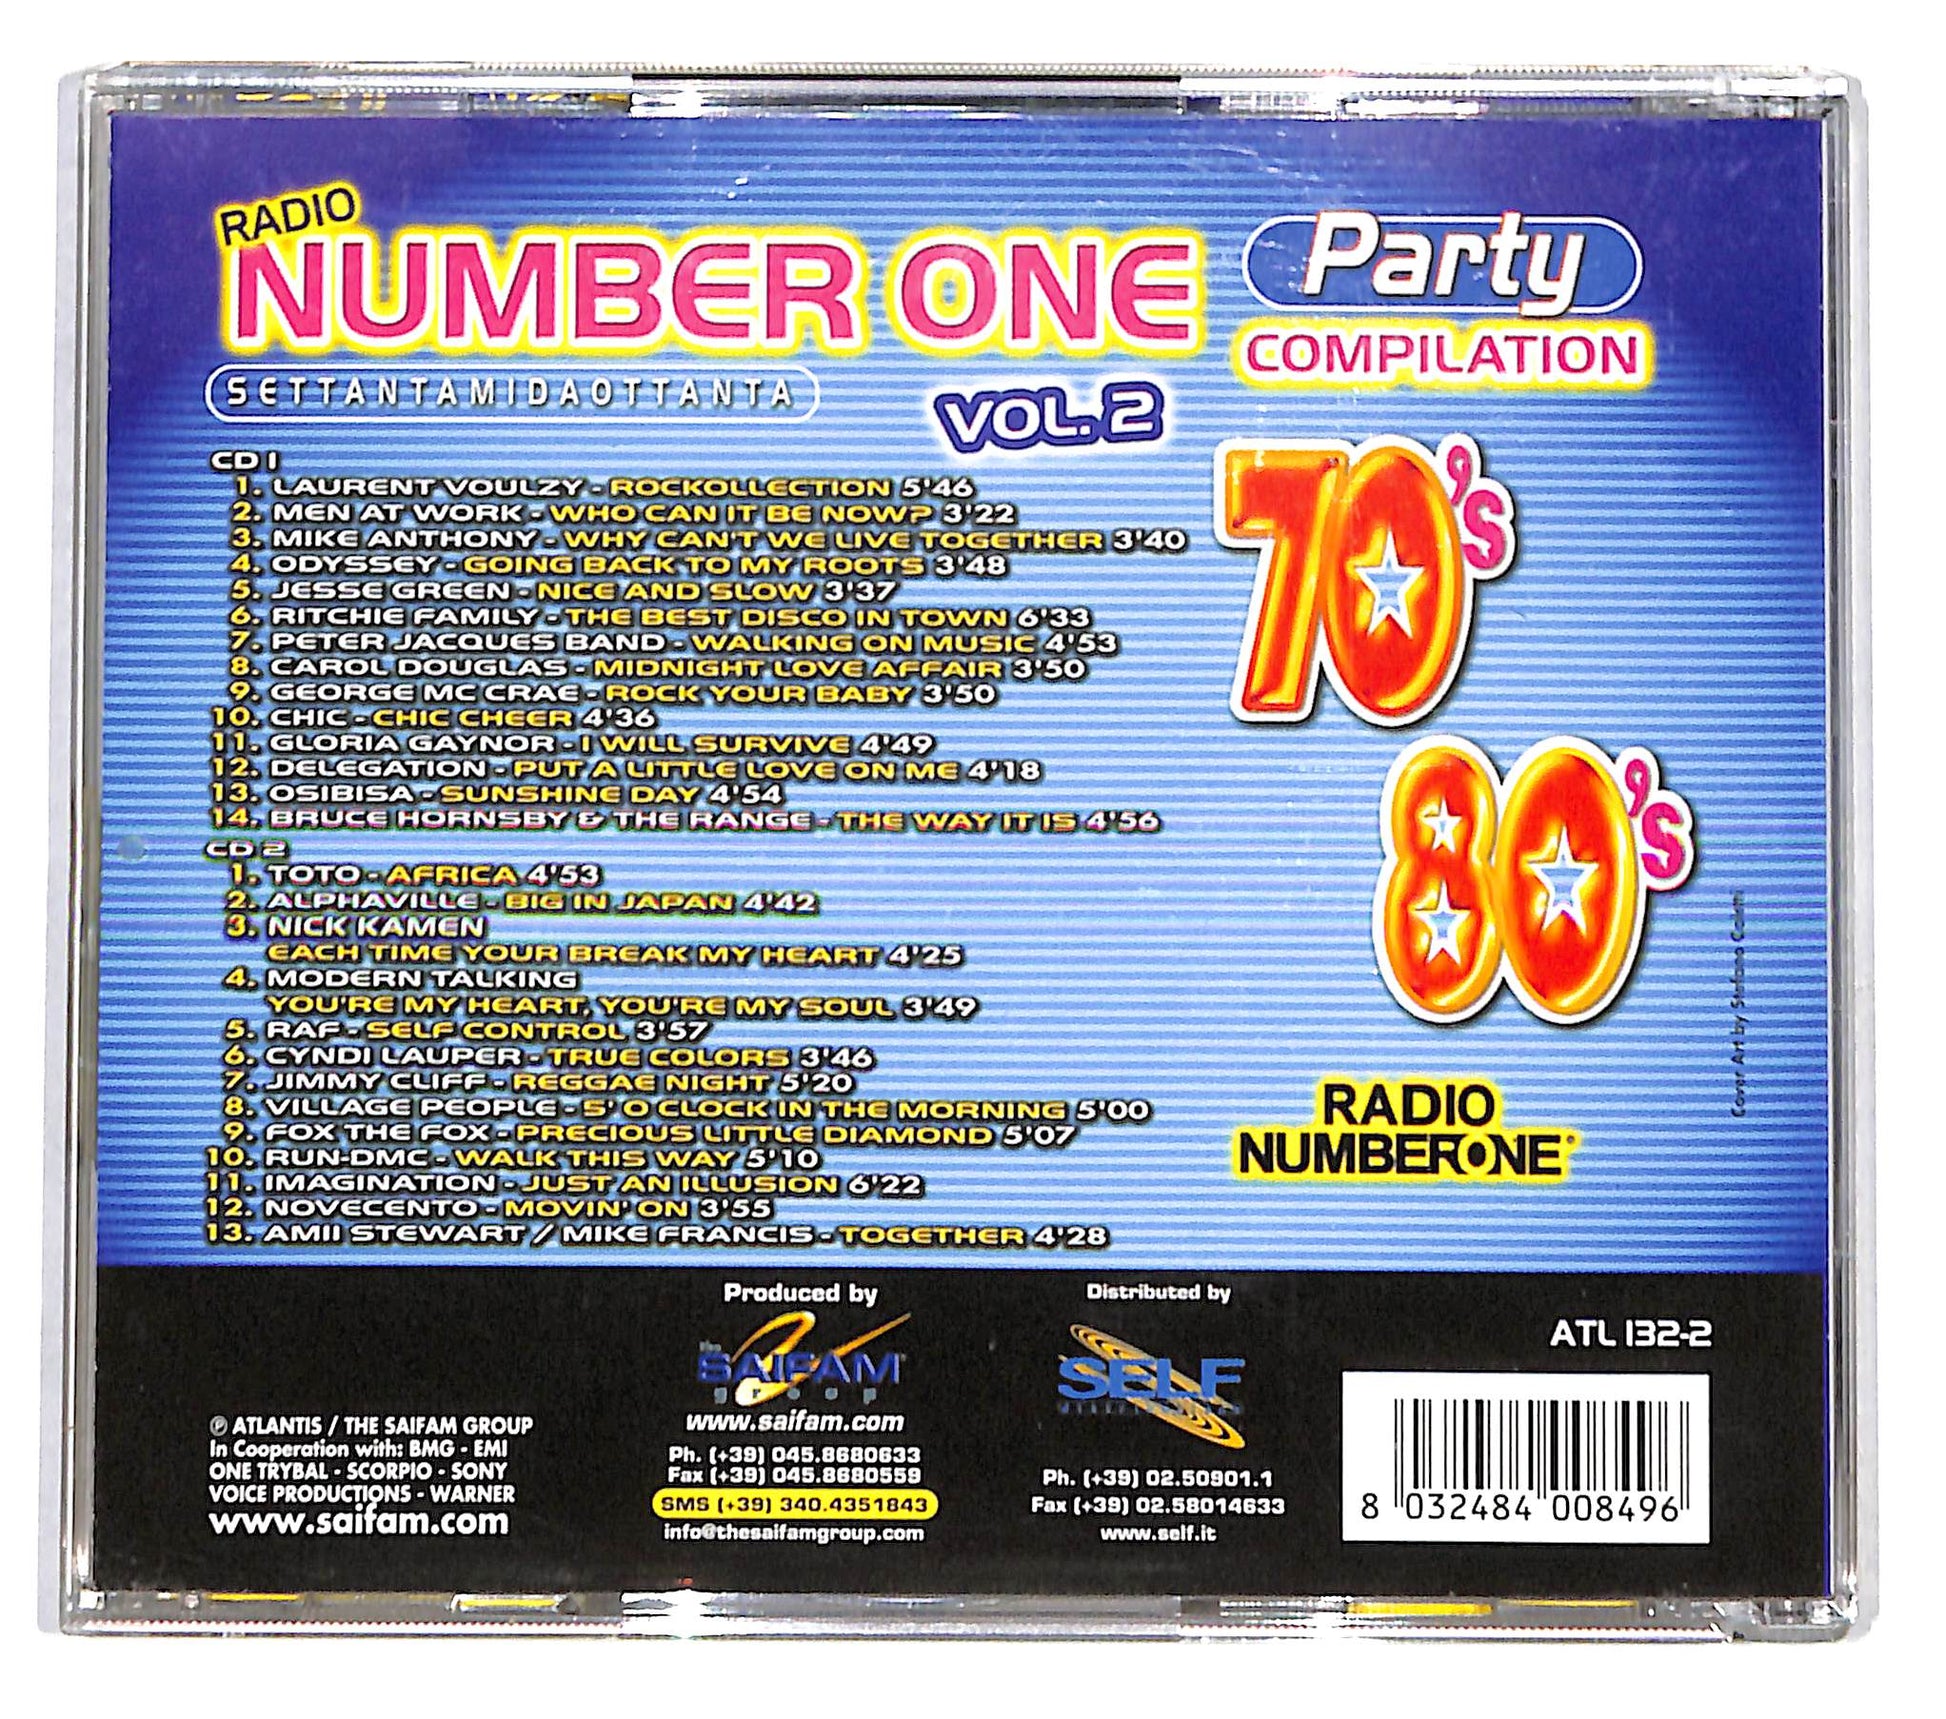 RADIO
NUMBER ONE
Party
COMPILATION
SETTANTAMIDAOTTANTA
VOL.2
70's
80's
CD 1
1. LAURENT VOULZY - ROCKOLLECTION 5'46
2. MEN AT WORK - WHO CAN IT BE NOW? 3'22
3. MIKE ANTHONY - WHY CAN'T WE LIVE TOGETHER 3'40
4. ODYSSEY - GOING BACK TO MY ROOTS 3'48
5. JESSE GREEN - NICE AND SLOW 3'37
6. RITCHIE FAMILY - THE BEST DISCO IN TOWN 6'33
7. PETER JACQUES BAND - WALKING ON MUSIC 4'53
8. CAROL DOUGLAS - MIDNIGHT LOVE AFFAIR 3'50
9. GEORGE MC CRAE - ROCK YOUR BABY 3'50
10. CHIC - CHIC CHEER 4'36
11. GLORIA GAYNOR - I WILL SURVIVE 4'49
12. DELEGATION - PUT A LITTLE LOVE ON ME 4'18
13. OSIBISA - SUNSHINE DAY 4'54
14. BRUCE HORNSBY & THE RANGE - THE WAY IT IS 4'56
CD 2
1. TOTO - AFRICA 4'53
2. ALPHAVILLE - BIG IN JAPAN 4'42
3. NICK KAMEN
EACH TIME YOUR BREAK MY HEART 4'25
4. MODERN TALKING
YOU'RE MY HEART, YOU'RE MY SOUL 3'49
5. RAF - SELF CONTROL 3'57
6. CYNDI LAUPER - TRUE COLORS 3'46
7. JIMMY CLIFF - REGGAE NIGHT 5'20
8. VILLAGE PEOPLE - 5' O CLOCK IN THE MORNING 5'00
9. FOX THE FOX - PRECIOUS LITTLE DIAMOND 5'07
10. RUN-DMC - WALK THIS WAY 5'10
11. IMAGINATION - JUST AN ILLUSION 6'22
12. NOVECENTO - MOVIN' ON 3'55
13. AMII STEWART / MIKE FRANCIS - TOGETHER 4'28
RADIO
NUMBER ONE
Cover Art by Stefano
℗ ATLANTIS / THE SAIFAM GROUP
In Cooperation with: BMG - EMI
ONE TRYBAL - SCORPIO - SONY
VOICE PRODUCTIONS - WARNER
www.saifam.com
Produced by
the
SAIFAM
group
www.saifam.com
Ph. (+39) 045.8680633
Fax (+39) 045.8680559
SMS (+39) 340.4351843
info@thesaifamgroup.com
Distributed by
SELF
Ph. (+39) 02.50901.1
Fax (+39) 02.58014633
www.self.it
ATL 132-2
8 032484 008496